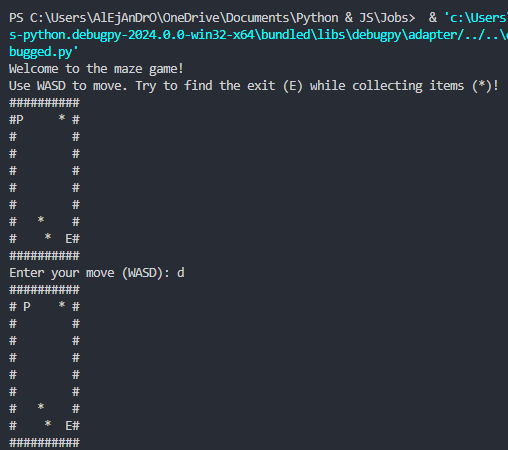 PS C:\Users\AlEjAnDrO\OneDrive\Documents\Python & JS\Jobs>  & 'c:\Users
s-python.debugpy-2024.0.0-win32-x64\bundled\libs\debugpy\adapter/../..\
bugged.py'
Welcome to the maze game!
Use WASD to move. Try to find the exit (E) while collecting items (*)!
##########
#P     * #
#        #
#        #
#        #
#        #
#        #
#   *    #
#    *  E#
##########
Enter your move (WASD): d
##########
# P    * #
#        #
#        #
#        #
#        #
#        #
#   *    #
#    *  E#
##########